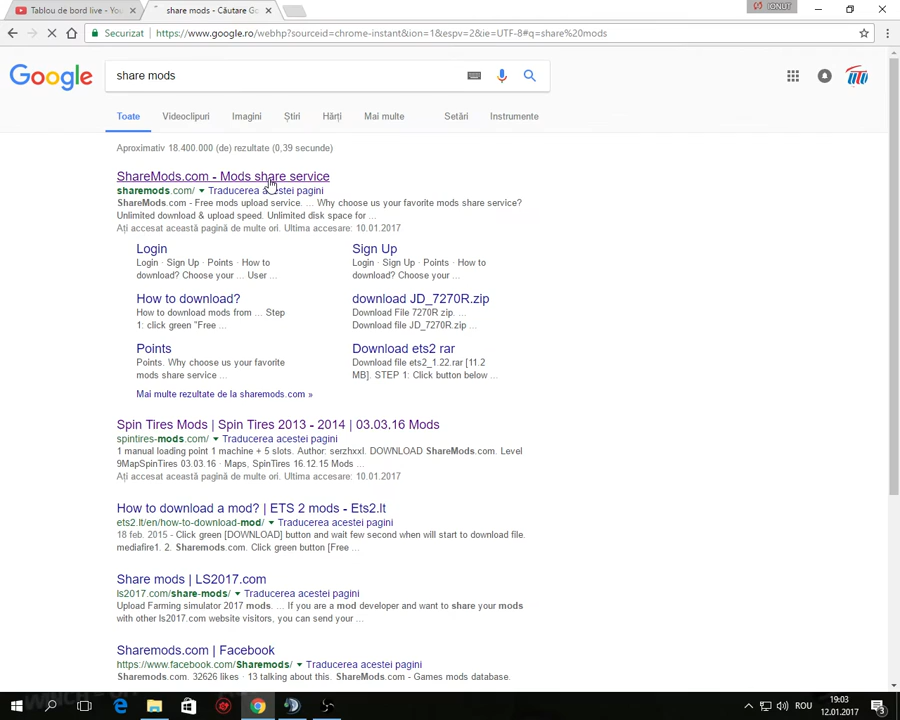 Tablou de bord live - You
share mods - Căutare Go
IONUT
Securizat
https://www.google.ro/webhp?sourceid=chrome-instant&ion=1&espv=2&ie=UTF-8#q=share%20mods
Google
share mods
Toate Videoclipuri Imagini Știri Hărți Mai multe Setări Instrumente
Aproximativ 18.400.000 (de) rezultate (0,39 secunde)
ShareMods.com - Mods share service
sharemods.com/ Traducerea acestei pagini
ShareMods.com - Free mods upload service. ... Why choose us your favorite mods share service?
Unlimited download & upload speed. Unlimited disk space for ...
Ați accesat această pagină de multe ori. Ultima accesare: 10.01.2017
Login
Login · Sign Up · Points · How to
download? Choose your ... User ...
Sign Up
Login · Sign Up · Points · How to
download? Choose your ...
How to download?
How to download mods from ... Step
1: click green "Free ...
download JD_7270R.zip
Download File 7270R zip. ...
Download file JD_7270R.zip ...
Points
Points. Why choose us your favorite
mods share service ...
Download ets2 rar
Download file ets2_1.22.rar [11.2
MB]. STEP 1: Click button below ...
Mai multe rezultate de la sharemods.com »
Spin Tires Mods | Spin Tires 2013 - 2014 | 03.03.16 Mods
spintires-mods.com/ Traducerea acestei pagini
1 manual loading point 1 machine + 5 slots. Author: serzhxxl. DOWNLOAD ShareMods.com. Level
9MapSpinTires 03.03.16 · Maps, SpinTires 16.12.15 Mods ...
Ați accesat această pagină de multe ori. Ultima accesare: 10.01.2017
How to download a mod? | ETS 2 mods - Ets2.lt
ets2.lt/en/how-to-download-mod/ Traducerea acestei pagini
18 feb. 2015 - Click green [DOWNLOAD] button and wait few second when will start to download file.
mediafire1. 2. Sharemods.com. Click green button [Free ...
Share mods | LS2017.com
ls2017.com/share-mods/ Traducerea acestei pagini
Upload Farming simulator 2017 mods. ... If you are a mod developer and want to share your mods
with other ls2017.com website visitors, you can send your ...
Sharemods.com | Facebook
https://www.facebook.com/Sharemods/ Traducerea acestei pagini
Sharemods.com. 32626 likes · 13 talking about this. ShareMods.com - Games mods database.
ROU
19:03
12.01.2017
3